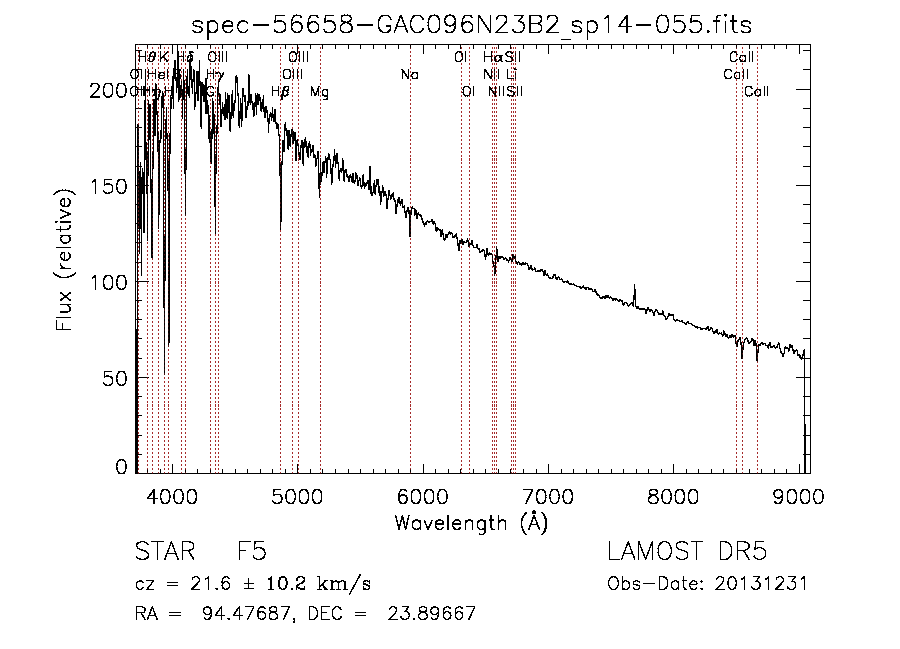 spec-56658-GAC096N23B2_sp14-055.fits
Hθ K Hδ OIII OIII OI Hα SII CaII
OII HeI Hγ OIII Na NII Li CaII
Hβ Mg OI NII SII CaII
200
150
100
50
0
Flux (relative)
4000 5000 6000 7000 8000 9000
Wavelength (Å)
STAR F5 LAMOST DR5
cz = 21.6 ± 10.2 km/s Obs-Date: 20131231
RA = 94.47687, DEC = 23.89667